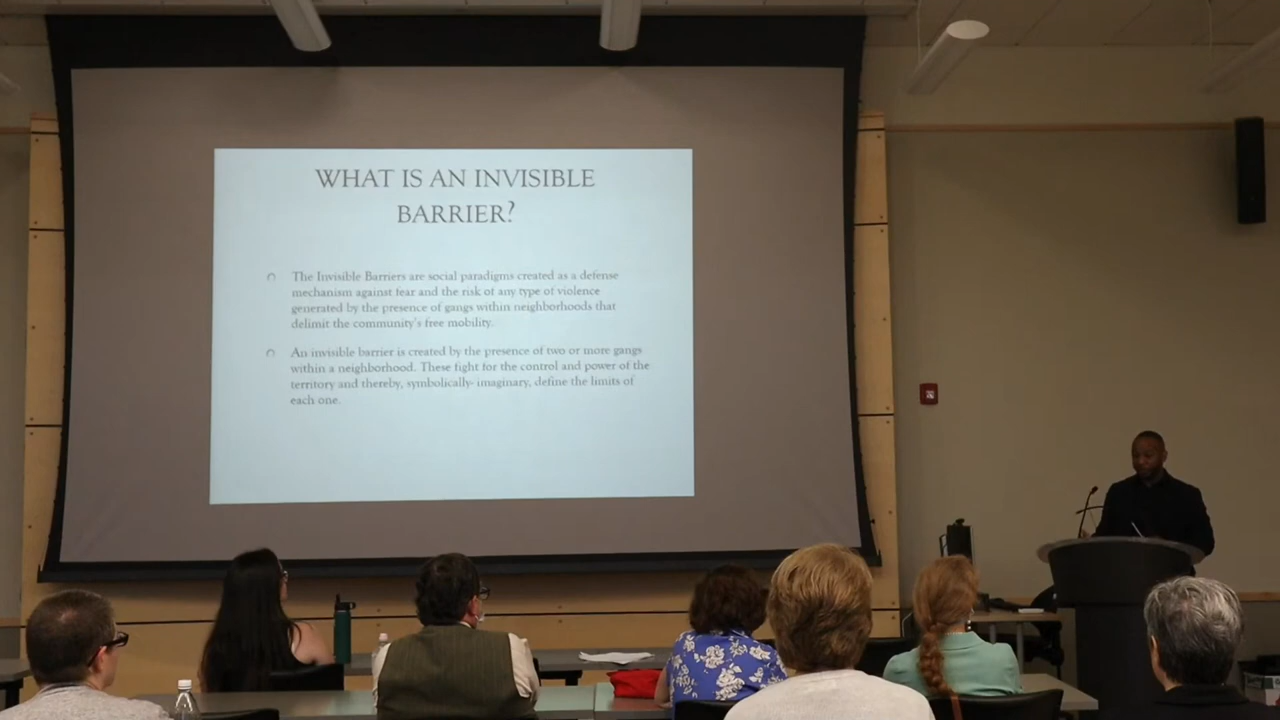 WHAT IS AN INVISIBLE
BARRIER?
The Invisible Barriers are social paradigms created as a defense
mechanism against fear and the risk of any type of violence
generated by the presence of gangs within neighborhoods that
delimit the community's free mobility.
An invisible barrier is created by the presence of two or more gangs
within a neighborhood. These fight for the control and power of the
territory and thereby, symbolically- imaginary, define the limits of
each one.